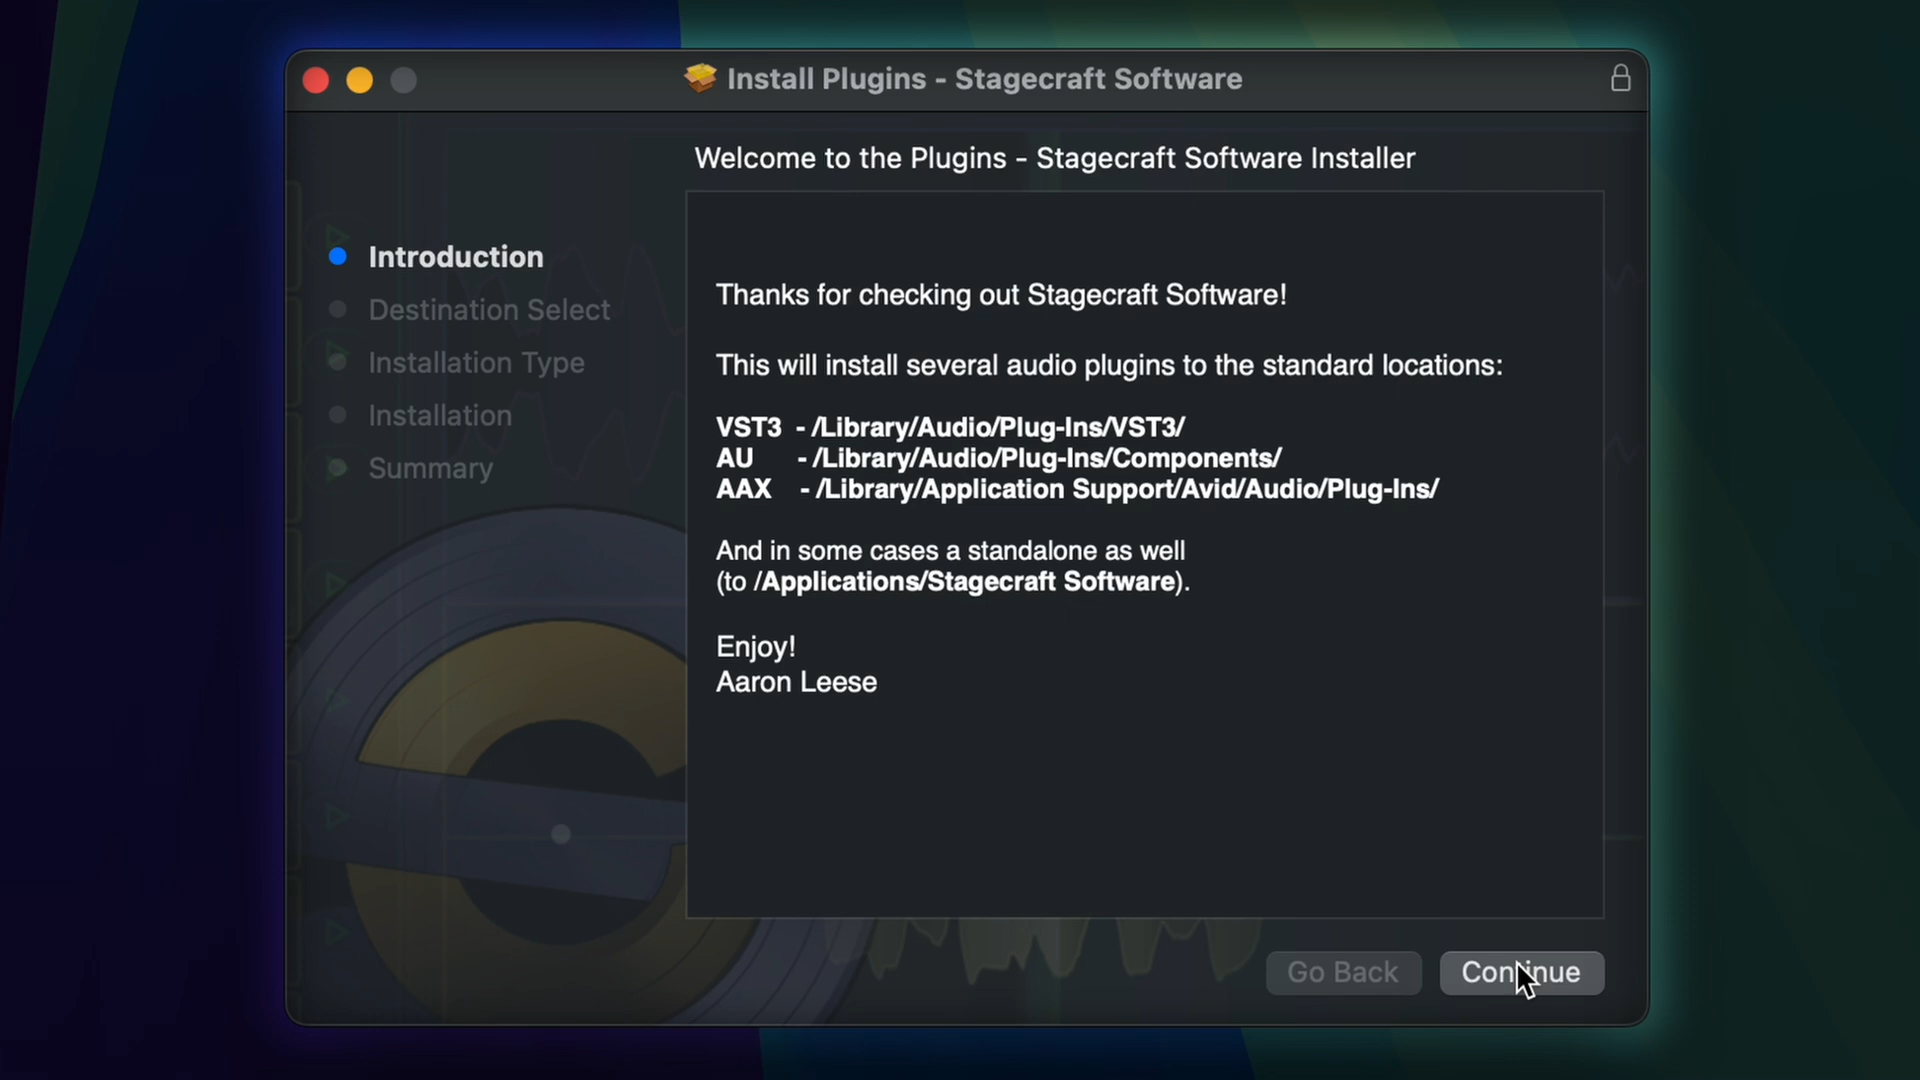 Install Plugins - Stagecraft Software
Welcome to the Plugins - Stagecraft Software Installer
Introduction
Destination Select
Installation Type
Installation
Summary
Thanks for checking out Stagecraft Software!
This will install several audio plugins to the standard locations:
VST3 - /Library/Audio/Plug-Ins/VST3/
AU - /Library/Audio/Plug-Ins/Components/
AAX - /Library/Application Support/Avid/Audio/Plug-Ins/
And in some cases a standalone as well
(to /Applications/Stagecraft Software).
Enjoy!
Aaron Leese
Go Back
Continue